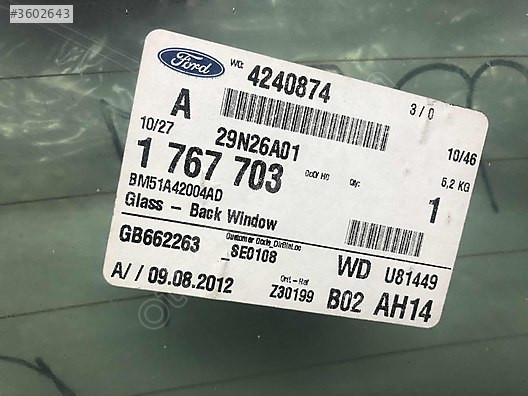 #3602643
Ford
WQ: 4240874
A
3 / 0
10/27
29N26A01
10/46
1 767 703
Qty:
5,2 KG
BM51A42004AD
1
Glass – Back Window
GB662263
_SE0108
WD U81449
A/ / 09.08.2012
Z30199
B02 AH14